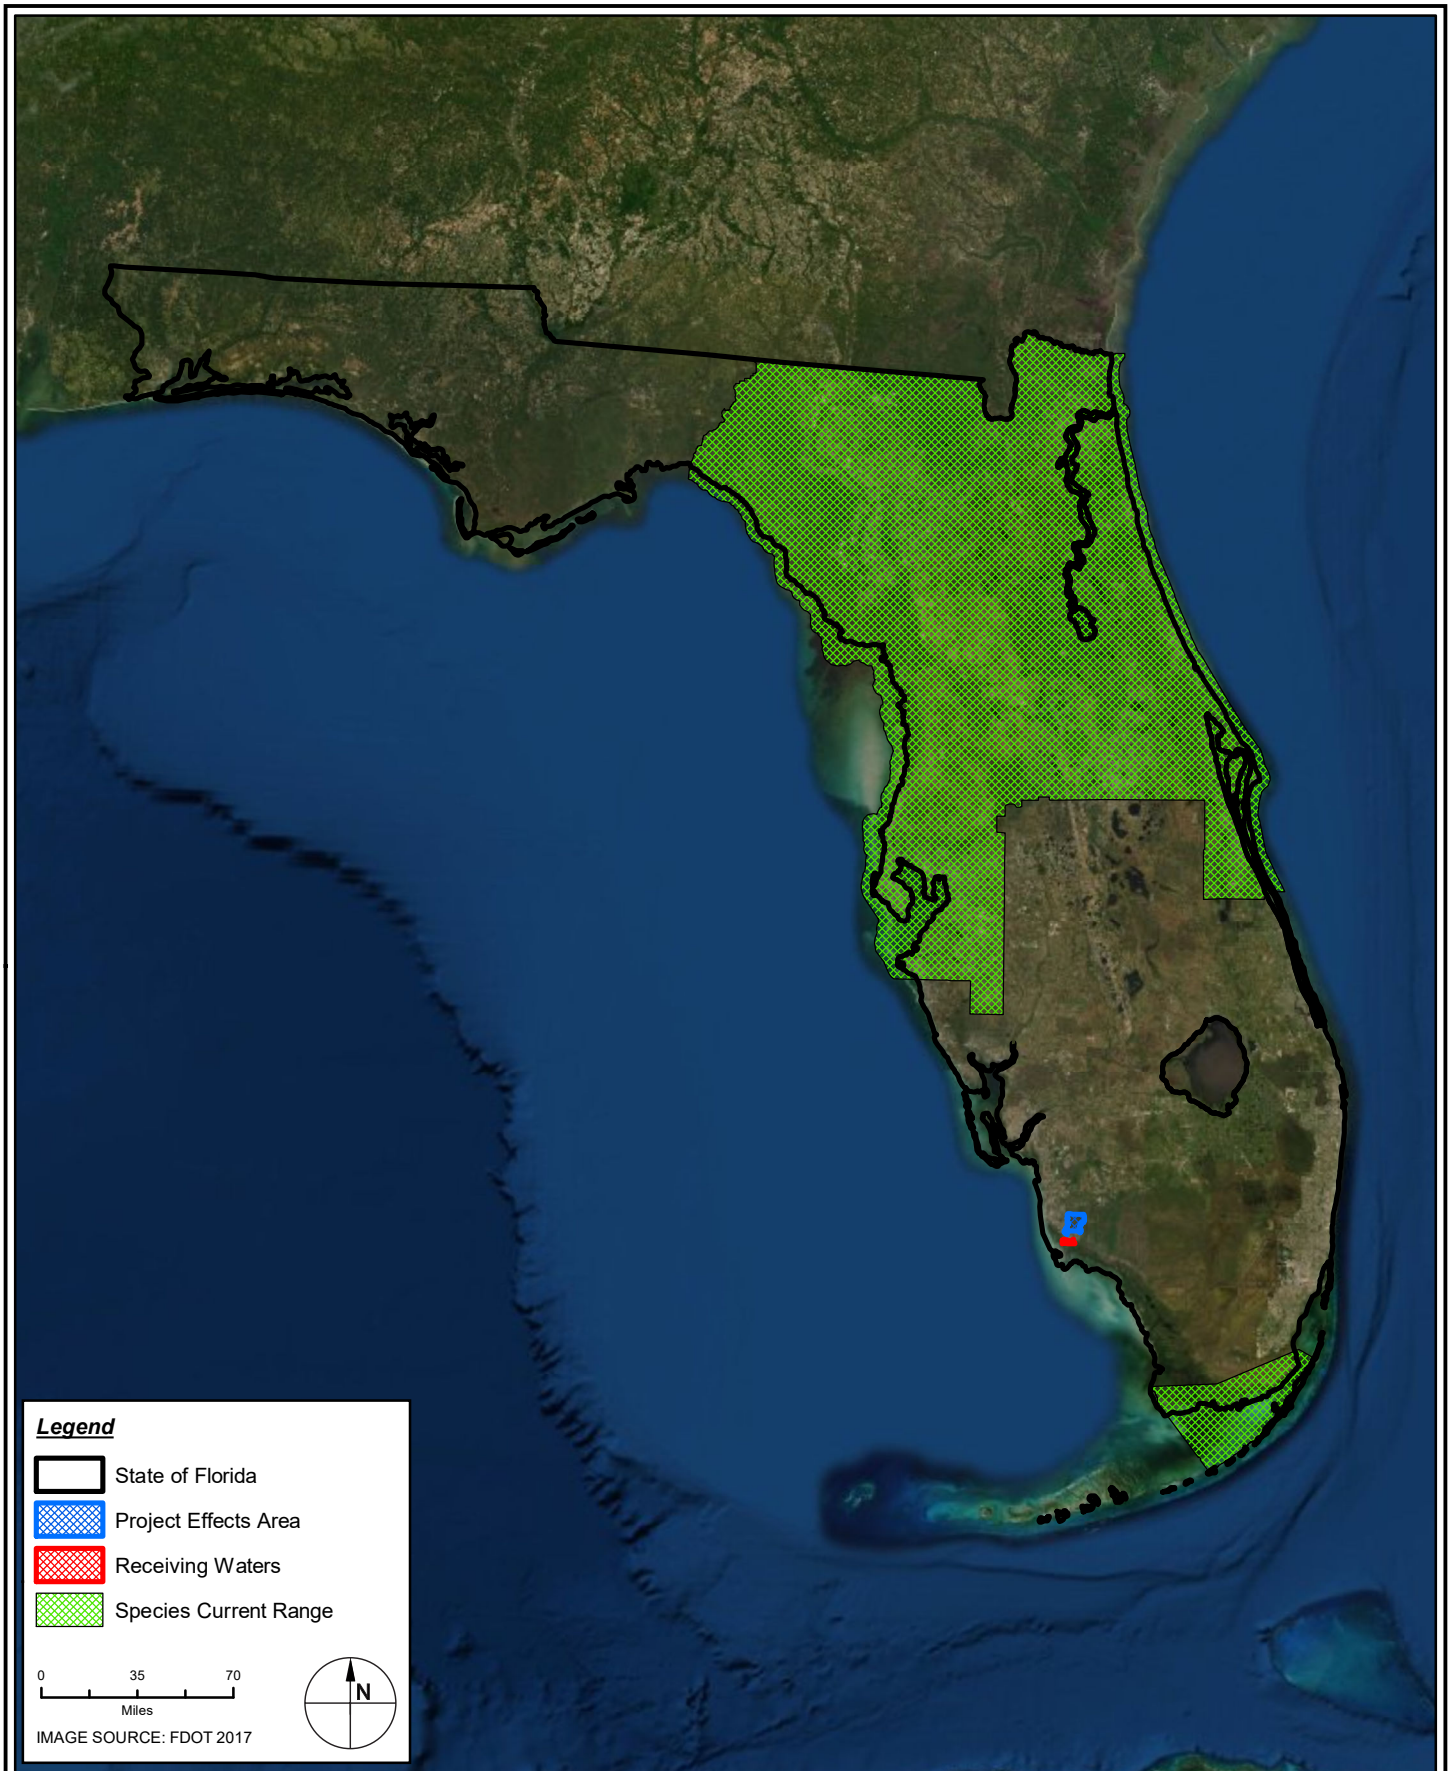 Legend
State of Florida
Project Effects Area
Receiving Waters
Species Current Range
0 35 70
Miles
N
IMAGE SOURCE: FDOT 2017